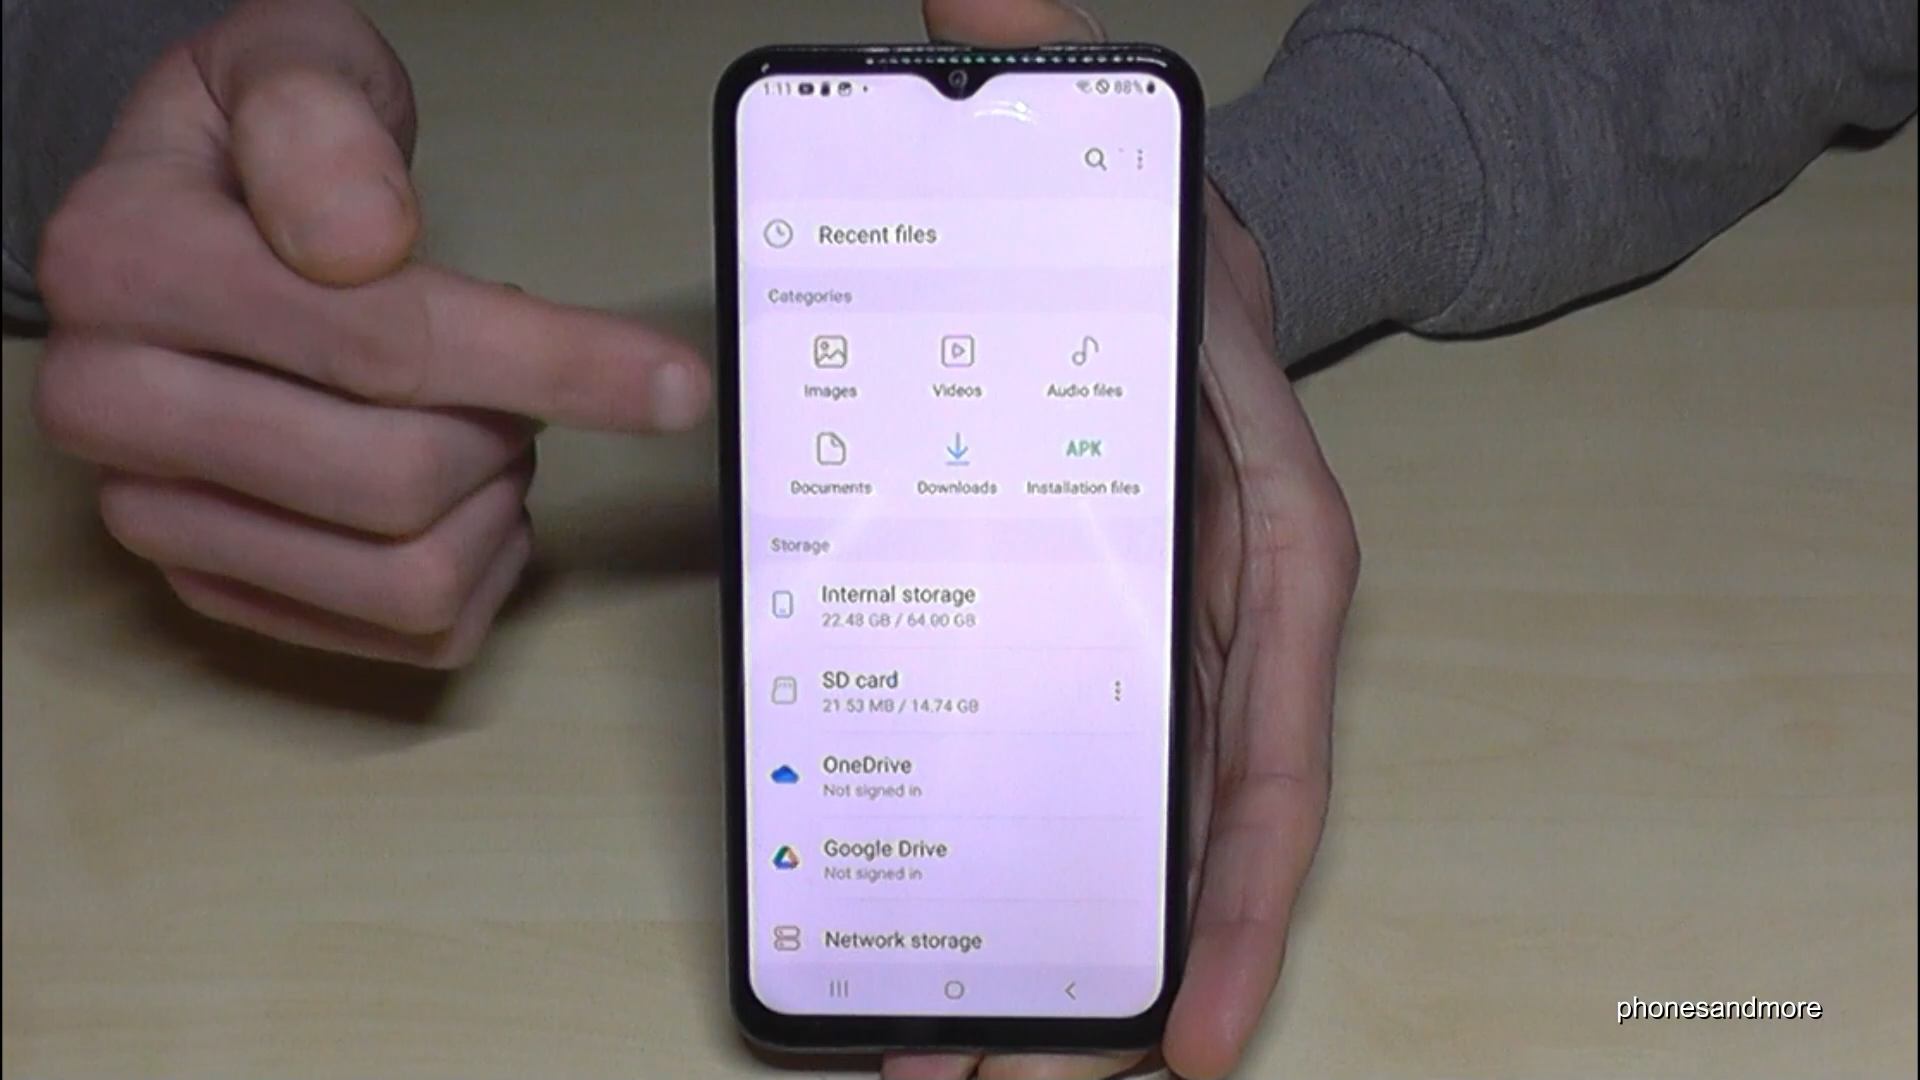 1:11 88%
Recent files
Categories
Images Videos Audio files
APK
Documents Downloads Installation files
Storage
Internal storage
22.48 GB / 64.00 GB
SD card
21.53 MB / 14.74 GB
OneDrive
Not signed in
Google Drive
Not signed in
Network storage
phonesandmore